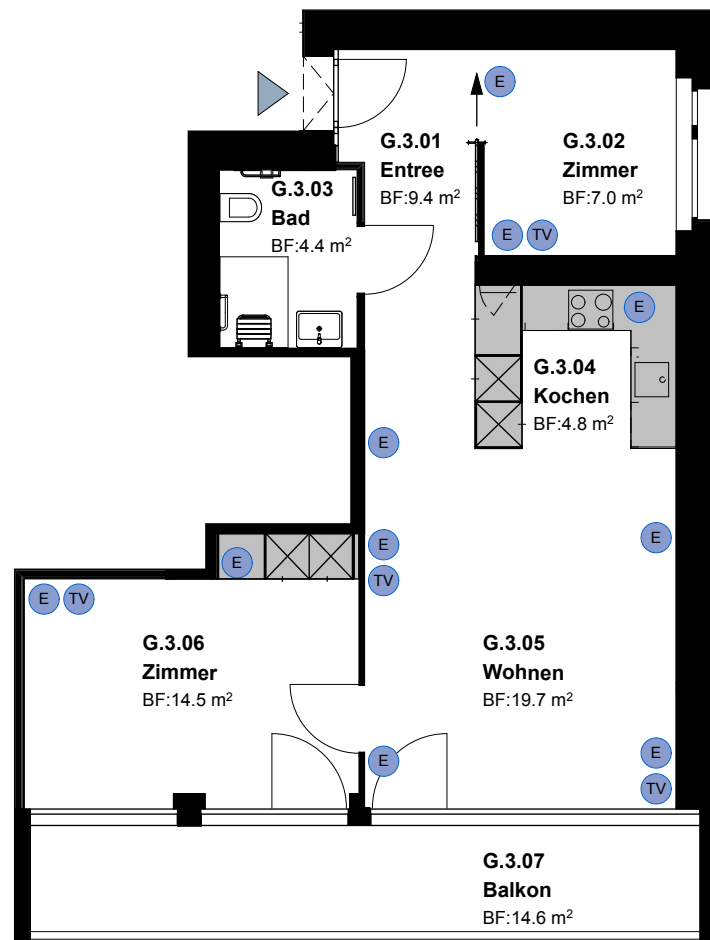 E
G.3.01
Entree
BF:9.4 m²
G.3.02
Zimmer
BF:7.0 m²
G.3.03
Bad
BF:4.4 m²
E TV
E
G.3.04
Kochen
BF:4.8 m²
E
E
E
TV
E
E TV
G.3.06
Zimmer
BF:14.5 m²
G.3.05
Wohnen
BF:19.7 m²
E
E
TV
G.3.07
Balkon
BF:14.6 m²